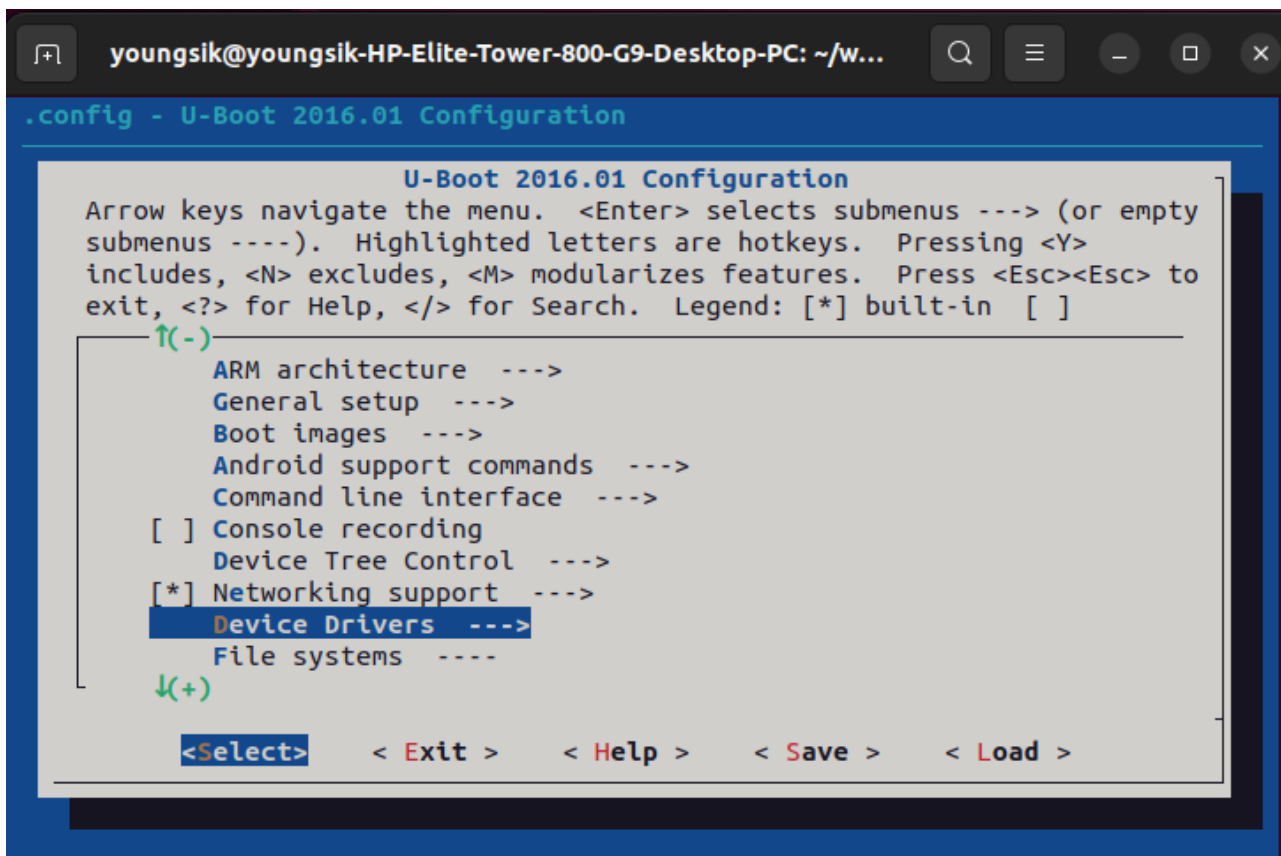 youngsik@youngsik-HP-Elite-Tower-800-G9-Desktop-PC: ~/w...
.config - U-Boot 2016.01 Configuration
U-Boot 2016.01 Configuration
Arrow keys navigate the menu.  <Enter> selects submenus ---> (or empty
submenus ----).  Highlighted letters are hotkeys.  Pressing <Y>
includes, <N> excludes, <M> modularizes features.  Press <Esc><Esc> to
exit, <?> for Help, </> for Search.  Legend: [*] built-in  [ ]
↑(-)
ARM architecture  --->
General setup  --->
Boot images  --->
Android support commands  --->
Command line interface  --->
[ ] Console recording
Device Tree Control  --->
[*] Networking support  --->
Device Drivers  --->
File systems  ----
↓(+)
<Select>    < Exit >    < Help >    < Save >    < Load >